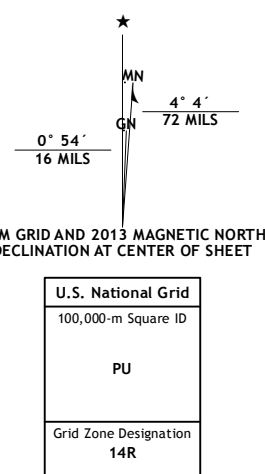 ★
MN
4° 4´
72 MILS
GN
0° 54´
16 MILS
M GRID AND 2013 MAGNETIC NORTH
DECLINATION AT CENTER OF SHEET
U.S. National Grid
100,000-m Square ID
PU
Grid Zone Designation
14R